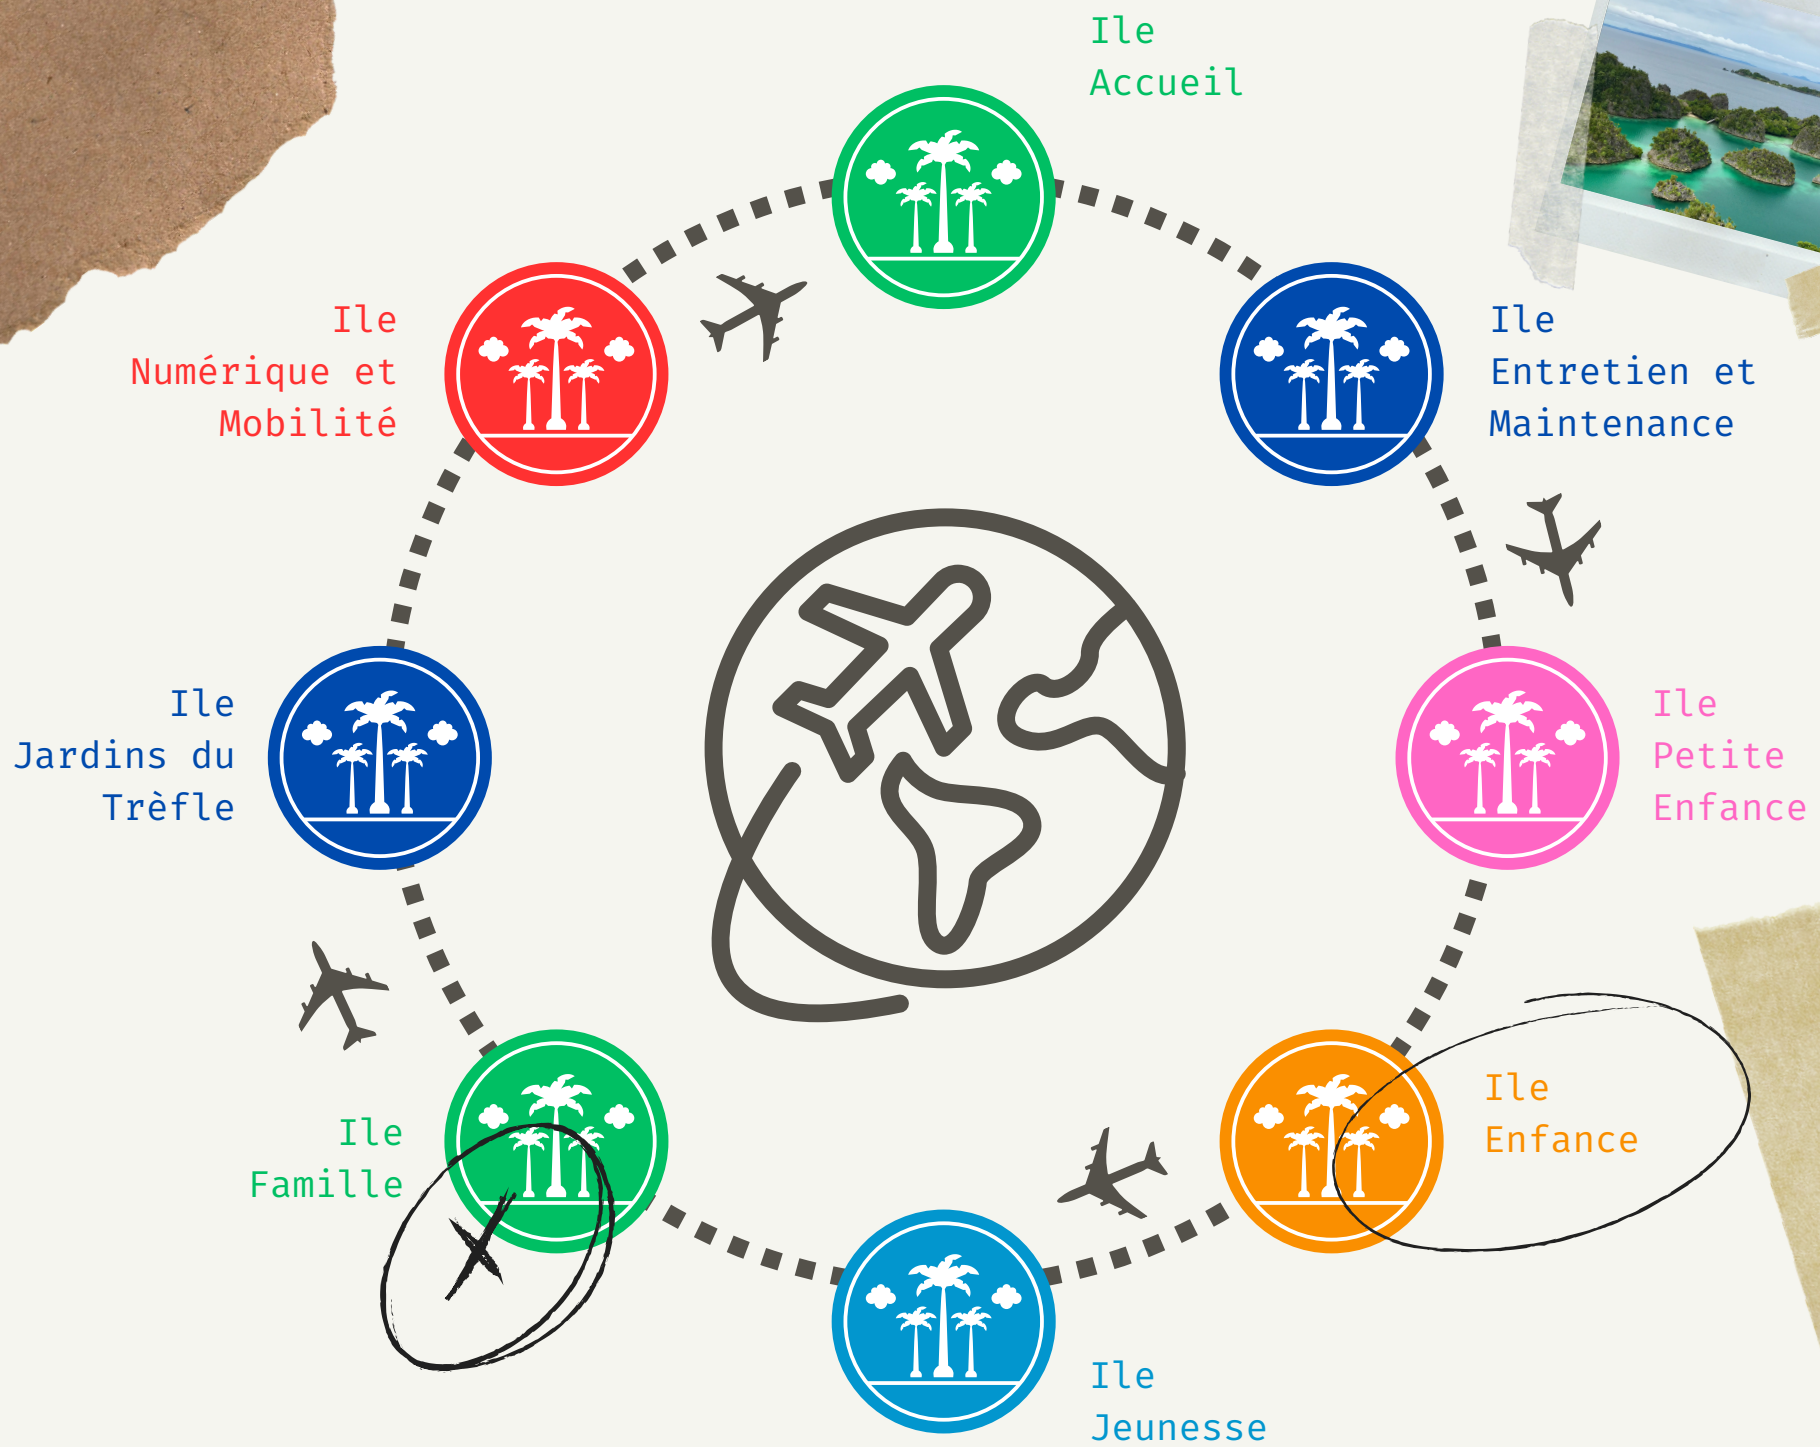 Ile
Accueil
Ile
Numérique et
Mobilité
Ile
Entretien et
Maintenance
Ile
Jardins du
Trèfle
Ile
Petite
Enfance
Ile
Famille
Ile
Enfance
Ile
Jeunesse